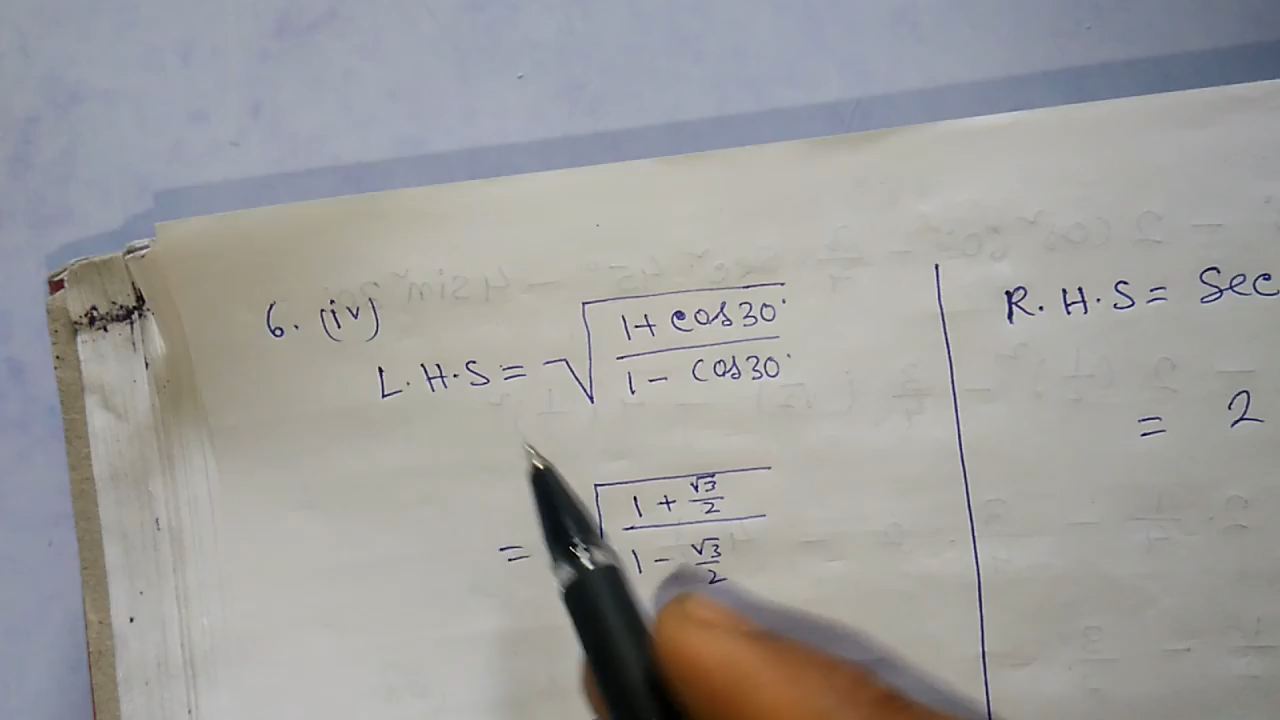 6. (iv)
L.H.S = √(1 + cos30° / 1 - cos30°)
= √(1 + √3/2 / 1 - √3/2)
R.H.S = Sec
= 2